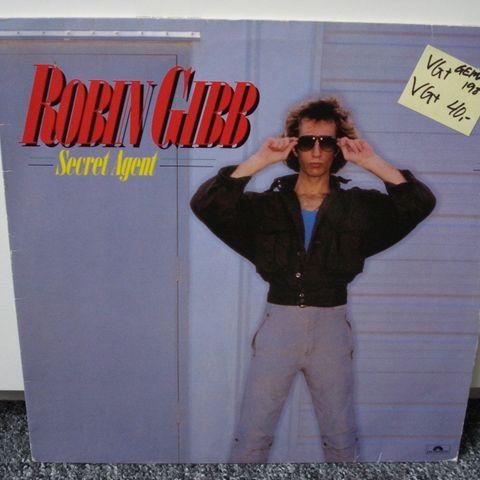 ROBIN GIBB
Secret Agent
VG+
VG+ 40,-